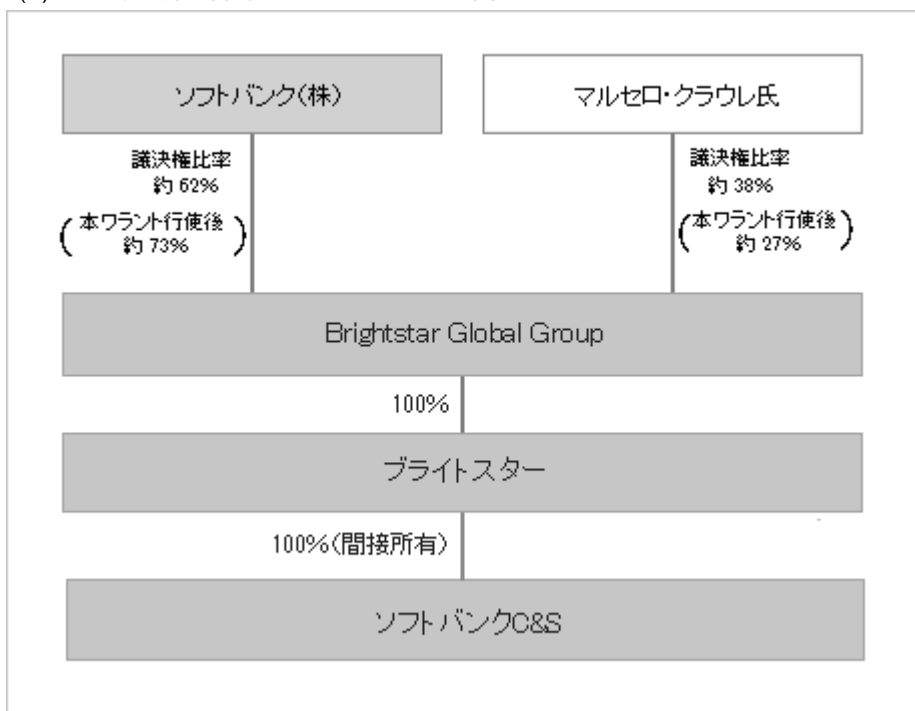 ソフトバンク(株)
マルセロ・クラウレ氏
議決権比率
約 62%
(本ワラント行使後
約 73%)
議決権比率
約 38%
(本ワラント行使後
約 27%)
Brightstar Global Group
100%
ブライトスター
100%(間接所有)
ソフトバンクC&S